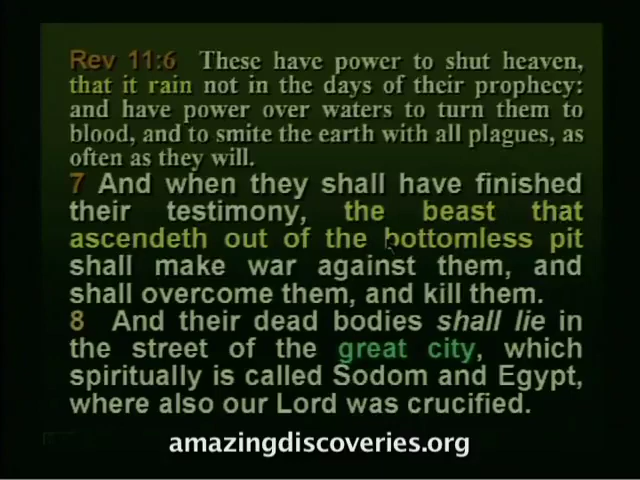 Rev 11:6 These have power to shut heaven,
that it rain not in the days of their prophecy:
and have power over waters to turn them to
blood, and to smite the earth with all plagues, as
often as they will.
7 And when they shall have finished
their testimony, the beast that
ascendeth out of the bottomless pit
shall make war against them, and
shall overcome them, and kill them.
8 And their dead bodies shall lie in
the street of the great city, which
spiritually is called Sodom and Egypt,
where also our Lord was crucified.
amazingdiscoveries.org